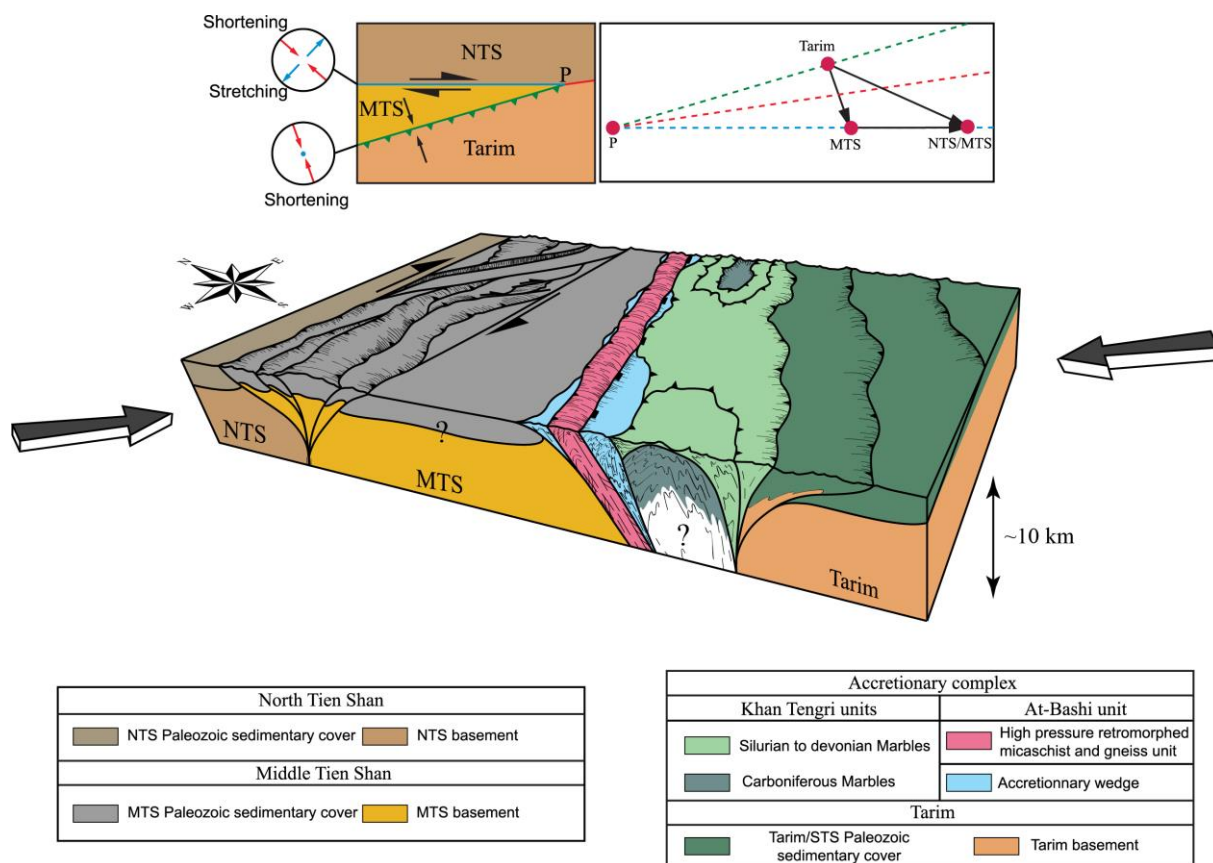 Shortening
Stretching
Shortening
NTS
P
MTS
Tarim
Tarim
P
MTS
NTS/MTS
N
E
W
S
NTS
MTS
?
?
Tarim
~10 km
North Tien Shan
NTS Paleozoic sedimentary cover
NTS basement
Middle Tien Shan
MTS Paleozoic sedimentary cover
MTS basement
Accretionary complex
Khan Tengri units
At-Bashi unit
Silurian to devonian Marbles
High pressure retromorphed
micaschist and gneiss unit
Carboniferous Marbles
Accretionnary wedge
Tarim
Tarim/STS Paleozoic
sedimentary cover
Tarim basement